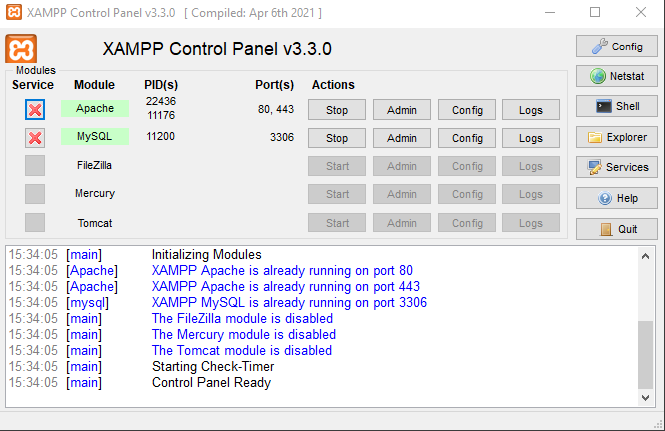 XAMPP Control Panel v3.3.0 [ Compiled: Apr 6th 2021 ]
XAMPP Control Panel v3.3.0
Config
Modules
Service Module PID(s) Port(s) Actions
Netstat
Apache 22436 11176 80, 443 Stop Admin Config Logs
Shell
MySQL 11200 3306 Stop Admin Config Logs
Explorer
FileZilla Start Admin Config Logs
Services
Mercury Start Admin Config Logs
Help
Tomcat Start Admin Config Logs
Quit
15:34:05 [main] Initializing Modules
15:34:05 [Apache] XAMPP Apache is already running on port 80
15:34:05 [Apache] XAMPP Apache is already running on port 443
15:34:05 [mysql] XAMPP MySQL is already running on port 3306
15:34:05 [main] The FileZilla module is disabled
15:34:05 [main] The Mercury module is disabled
15:34:05 [main] The Tomcat module is disabled
15:34:05 [main] Starting Check-Timer
15:34:05 [main] Control Panel Ready